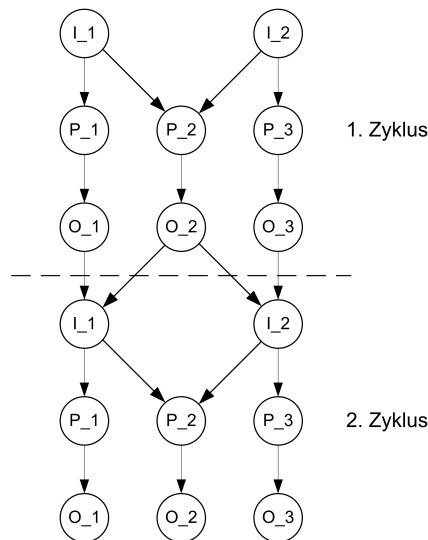 I_1 I_2
P_1 P_2 P_3 1. Zyklus
O_1 O_2 O_3
I_1 I_2
P_1 P_2 P_3 2. Zyklus
O_1 O_2 O_3